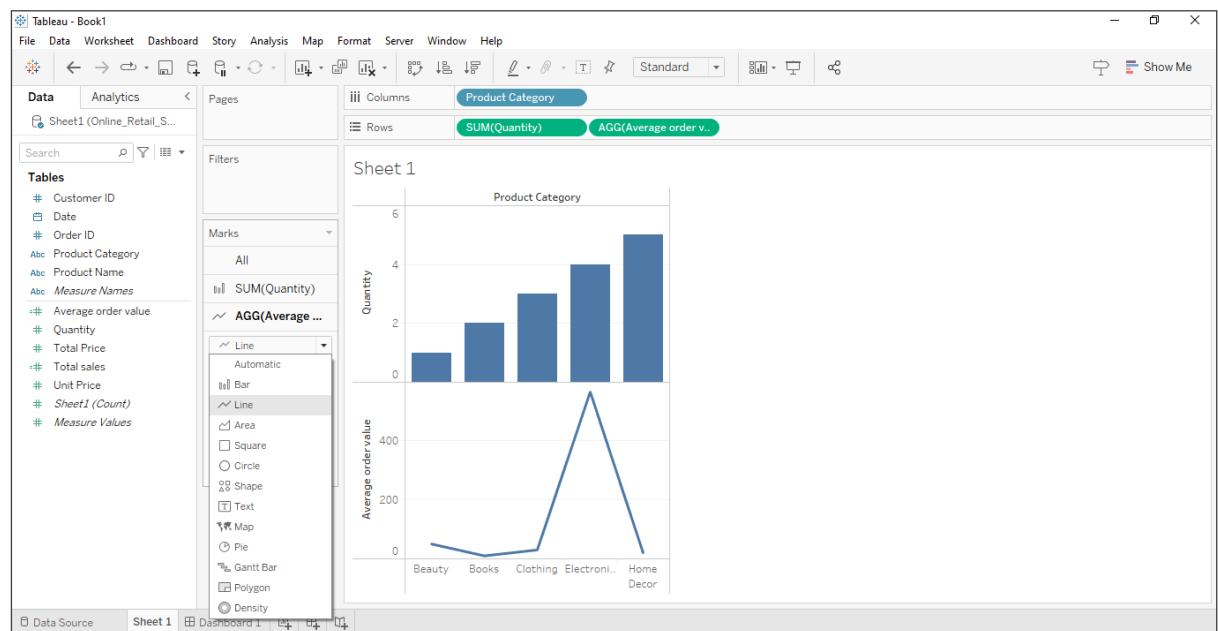 Tableau - Book1
File Data Worksheet Dashboard Story Analysis Map Format Server Window Help
Standard
Show Me
Data Analytics
Sheet1 (Online_Retail_S...
Search
Tables
# Customer ID
Date
# Order ID
Abc Product Category
Abc Product Name
Abc Measure Names
=# Average order value
# Quantity
# Total Price
=# Total sales
# Unit Price
# Sheet1 (Count)
# Measure Values
Pages
Filters
Marks
All
SUM(Quantity)
AGG(Average ...
Line
Automatic
Bar
Line
Area
Square
Circle
Shape
T Text
Map
Pie
Gantt Bar
Polygon
Density
iii Columns Product Category
Rows SUM(Quantity) AGG(Average order v..
Sheet 1
Product Category
6
4
2
0
Quantity
400
200
0
Average order value
Beauty Books Clothing Electroni.. Home
Decor
Data Source Sheet 1 Dashboard 1